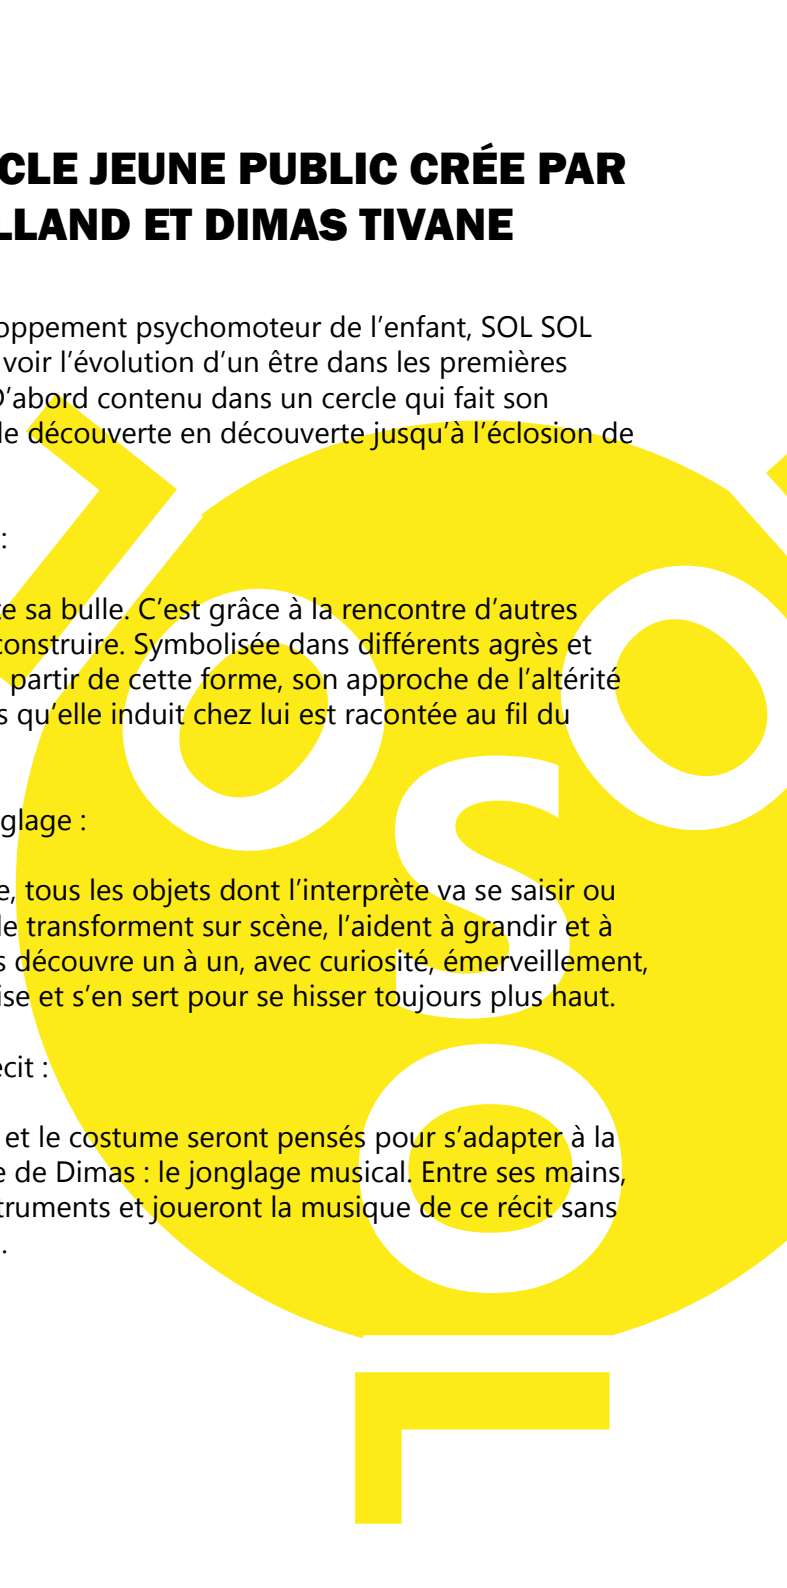 CLE JEUNE PUBLIC CRÉE PAR
LLAND ET DIMAS TIVANE
oppement psychomoteur de l’enfant, SOL SOL
voir l’évolution d’un être dans les premières
D’abord contenu dans un cercle qui fait son
de découverte en découverte jusqu’à l’éclosion de
:
te sa bulle. C’est grâce à la rencontre d’autres
construire. Symbolisée dans différents agrès et
partir de cette forme, son approche de l’altérité
s qu’elle induit chez lui est racontée au fil du
glage :
e, tous les objets dont l’interprète va se saisir ou
le transforment sur scène, l’aident à grandir et à
s découvre un à un, avec curiosité, émerveillement,
ise et s’en sert pour se hisser toujours plus haut.
écit :
et le costume seront pensés pour s’adapter à la
e de Dimas : le jonglage musical. Entre ses mains,
truments et joueront la musique de ce récit sans
.
S
O
L
O
L
O